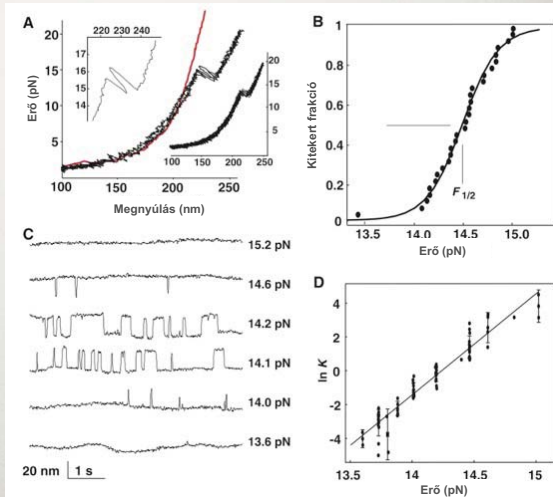 A
220 230 240
18
17
16
15
14
20
15
10
5
Erő (pN)
20
15
10
5
100 150 200 250
100 150 200 250
Megnyúlás (nm)
B
1
0.8
0.6
0.4
0.2
0
Kitekert frakció
F 1/2
13.5 14.0 14.5 15.0
Erő (pN)
C
15.2 pN
14.6 pN
14.2 pN
14.1 pN
14.0 pN
13.6 pN
20 nm 1 s
D
4
2
0
-2
-4
ln K
13.5 14 14.5 15
Erő (pN)